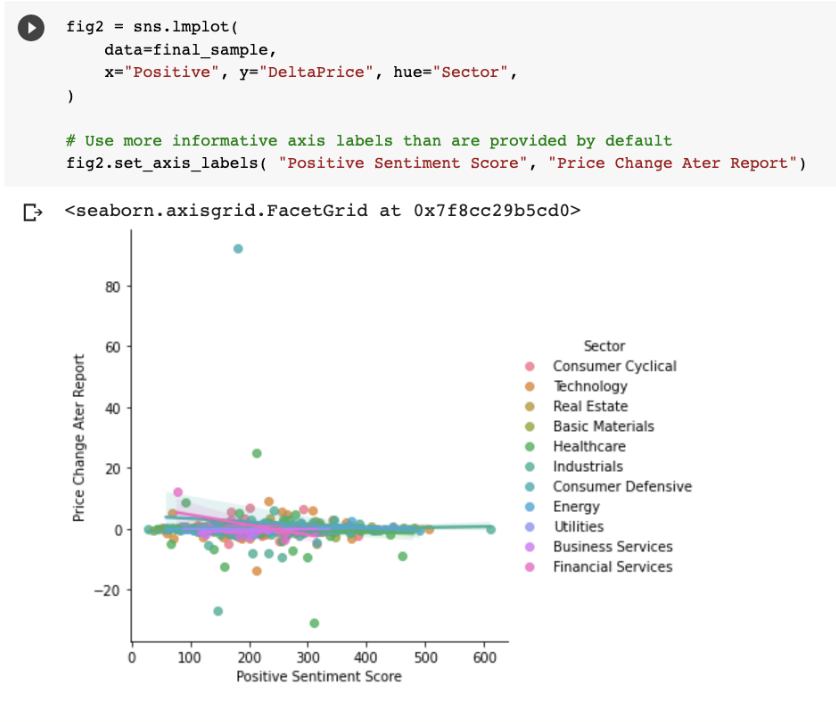 fig2 = sns.lmplot(
data=final_sample,
x="Positive", y="DeltaPrice", hue="Sector",
)
# Use more informative axis labels than are provided by default
fig2.set_axis_labels( "Positive Sentiment Score", "Price Change Ater Report")
<seaborn.axisgrid.FacetGrid at 0x7f8cc29b5cd0>
80
60
40
20
0
−20
Price Change Ater Report
0 100 200 300 400 500 600
Positive Sentiment Score
Sector
Consumer Cyclical
Technology
Real Estate
Basic Materials
Healthcare
Industrials
Consumer Defensive
Energy
Utilities
Business Services
Financial Services